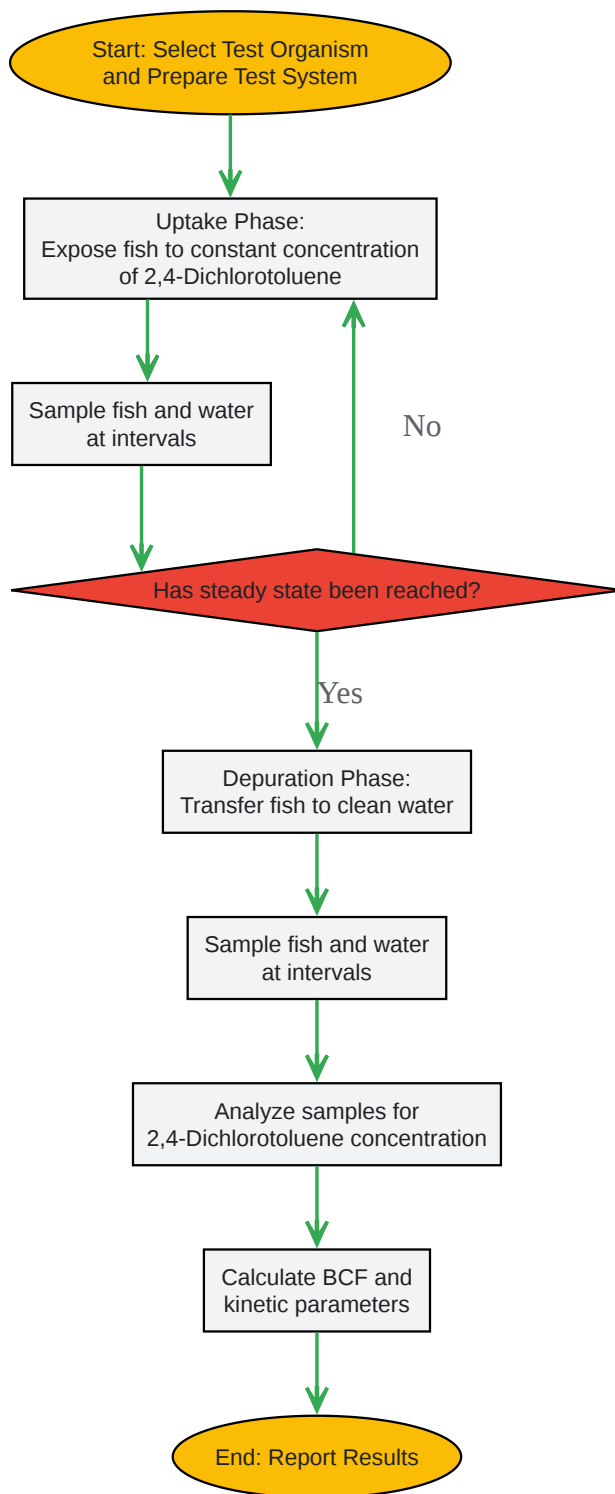 Start: Select Test Organism
and Prepare Test System
Uptake Phase:
Expose fish to constant concentration
of 2,4-Dichlorotoluene
Sample fish and water
at intervals
No
Has steady state been reached?
Yes
Depuration Phase:
Transfer fish to clean water
Sample fish and water
at intervals
Analyze samples for
2,4-Dichlorotoluene concentration
Calculate BCF and
kinetic parameters
End: Report Results